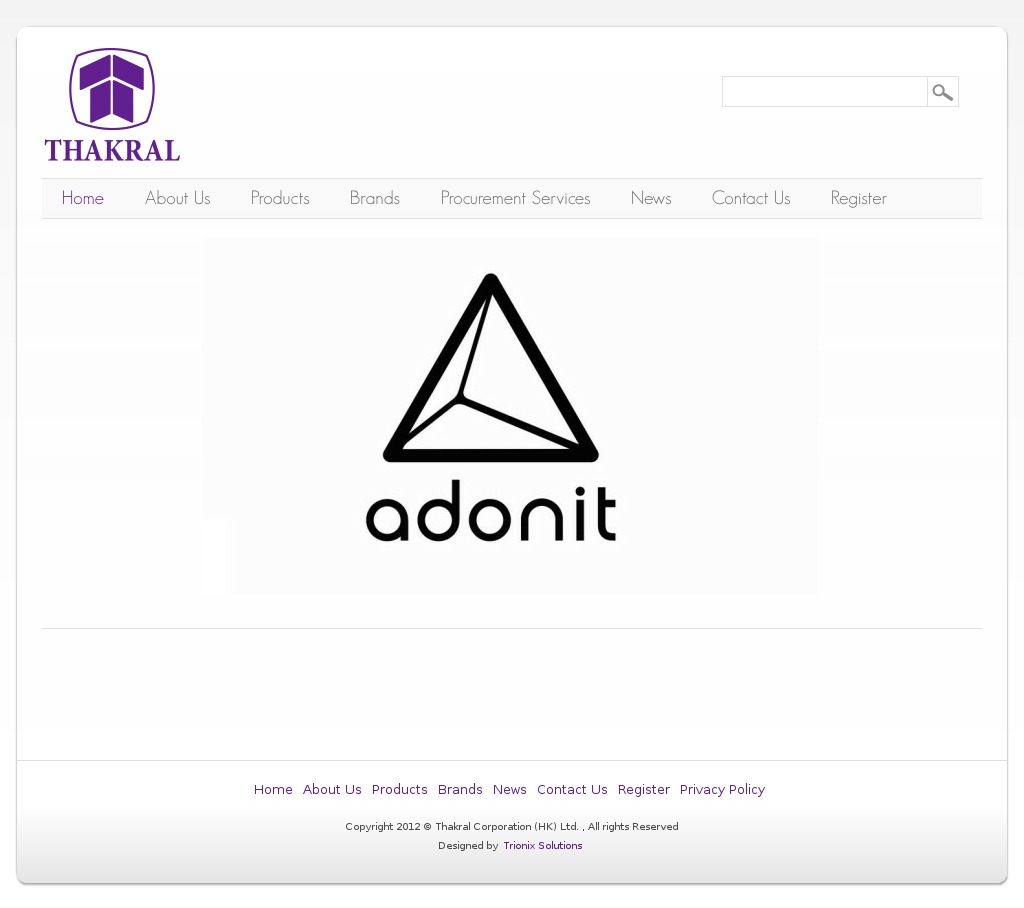 THAKRAL
Home About Us Products Brands Procurement Services News Contact Us Register
adonit
Home About Us Products Brands News Contact Us Register Privacy Policy
Copyright 2012 © Thakral Corporation (HK) Ltd. , All rights Reserved
Designed by Trionix Solutions